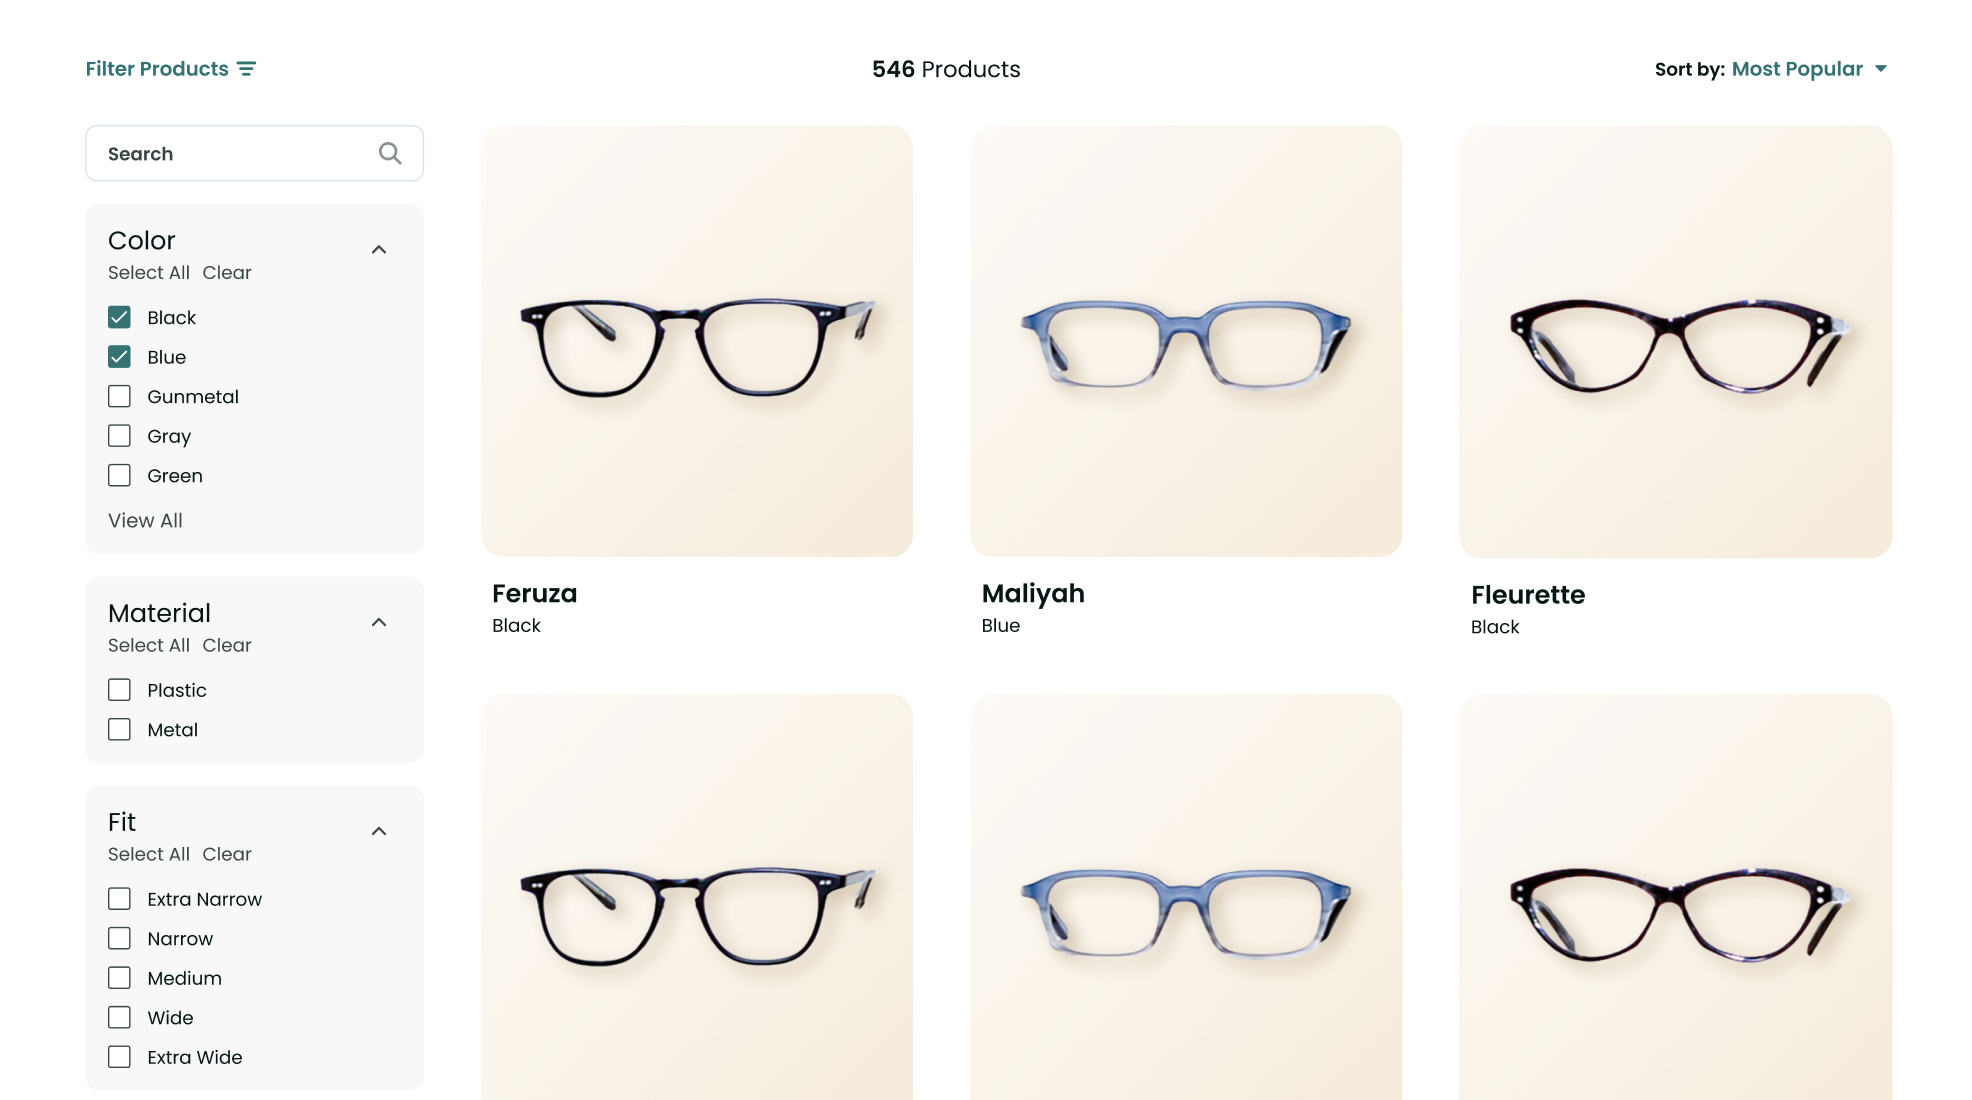 Filter Products
546 Products
Sort by: Most Popular
Search
Color
Select All Clear
Black
Blue
Gunmetal
Gray
Green
View All
Material
Select All Clear
Plastic
Metal
Fit
Select All Clear
Extra Narrow
Narrow
Medium
Wide
Extra Wide
Feruza
Black
Maliyah
Blue
Fleurette
Black